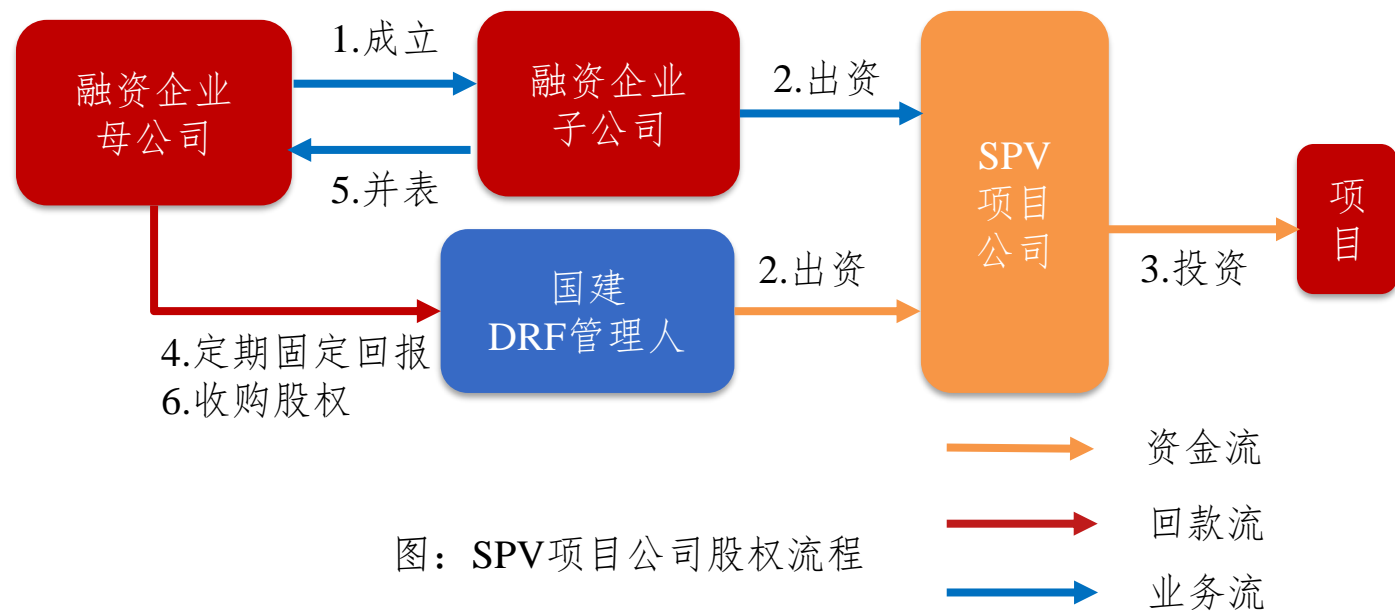 1.成立
融资企业
母公司
融资企业
子公司
2.出资
5.并表
SPV
项目
公司
项
目
3.投资
国建
DRF管理人
2.出资
4.定期固定回报
6.收购股权
资金流
回款流
业务流
图：SPV项目公司股权流程